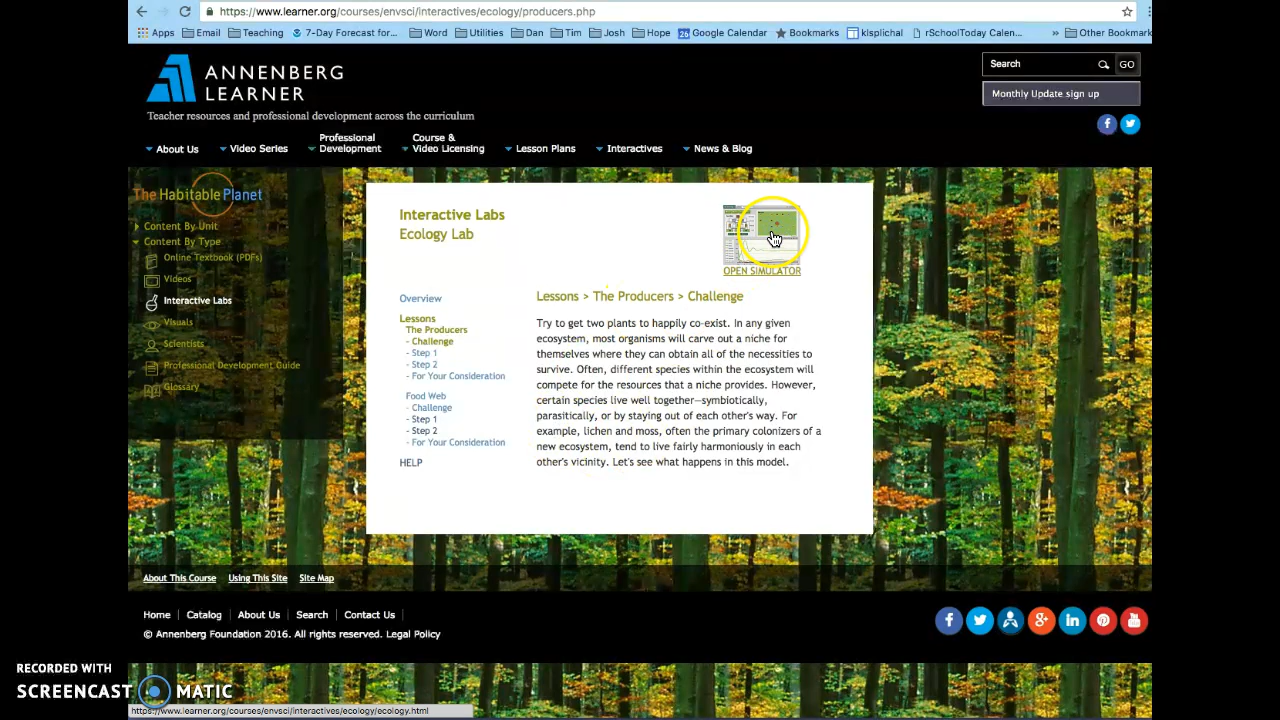 https://www.learner.org/courses/envsci/interactives/ecology/producers.php
Apps Email Teaching 7-Day Forecast for... Word Utilities Dan Tim Josh Hope 26 Google Calendar Bookmarks klsplichal rSchoolToday Calen... » Other Bookmark
ANNENBERG
LEARNER
Teacher resources and professional development across the curriculum
Search GO
Monthly Update sign up
About Us Video Series Professional Development Course & Video Licensing Lesson Plans Interactives News & Blog
The Habitable Planet
Content By Unit
Content By Type
Online Textbook (PDFs)
Videos
Interactive Labs
Visuals
Scientists
Professional Development Guide
Glossary
Interactive Labs
Ecology Lab
OPEN SIMULATOR
Overview
Lessons
The Producers
- Challenge
- Step 1
- Step 2
- For Your Consideration
Food Web
- Challenge
- Step 1
- Step 2
- For Your Consideration
HELP
Lessons > The Producers > Challenge
Try to get two plants to happily co-exist. In any given
ecosystem, most organisms will carve out a niche for
themselves where they can obtain all of the necessities to
survive. Often, different species within the ecosystem will
compete for the resources that a niche provides. However,
certain species live well together—symbiotically,
parasitically, or by staying out of each other's way. For
example, lichen and moss, often the primary colonizers of a
new ecosystem, tend to live fairly harmoniously in each
other's vicinity. Let's see what happens in this model.
About This Course Using This Site Site Map
Home | Catalog | About Us | Search | Contact Us |
© Annenberg Foundation 2016. All rights reserved. Legal Policy
RECORDED WITH
SCREENCAST MATIC
https://www.learner.org/courses/envsci/interactives/ecology/ecology.html